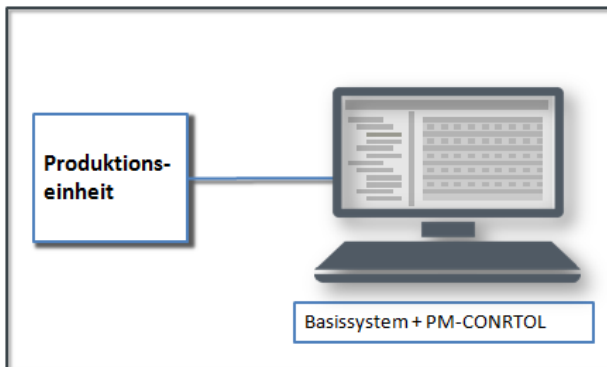 Produktions-
einheit
Basissystem + PM-CONRTOL